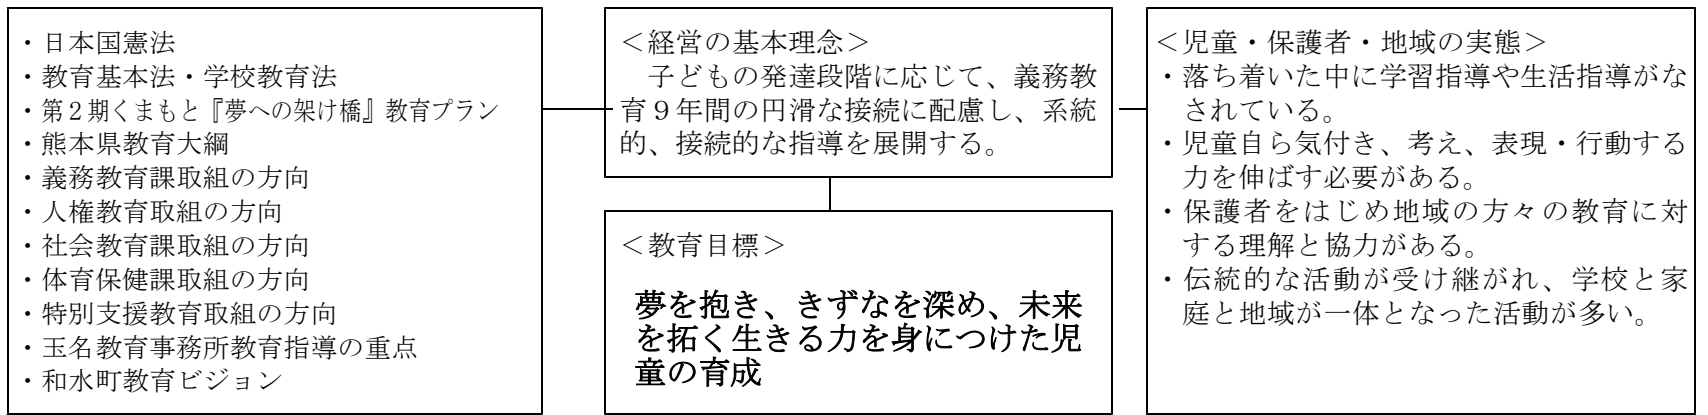 ・日本国憲法
・教育基本法・学校教育法
・第２期くまもと『夢への架け橋』教育プラン
・熊本県教育大綱
・義務教育課取組の方向
・人権教育取組の方向
・社会教育課取組の方向
・体育保健課取組の方向
・特別支援教育取組の方向
・玉名教育事務所教育指導の重点
・和水町教育ビジョン
＜経営の基本理念＞
子どもの発達段階に応じて、義務教
育９年間の円滑な接続に配慮し、系統
的、接続的な指導を展開する。
＜教育目標＞
夢を抱き、きずなを深め、未来
を拓く生きる力を身につけた児
童の育成
＜児童・保護者・地域の実態＞
・落ち着いた中に学習指導や生活指導がな
されている。
・児童自ら気付き、考え、表現・行動する
力を伸ばす必要がある。
・保護者をはじめ地域の方々の教育に対
する理解と協力がある。
・伝統的な活動が受け継がれ、学校と家
庭と地域が一体となった活動が多い。